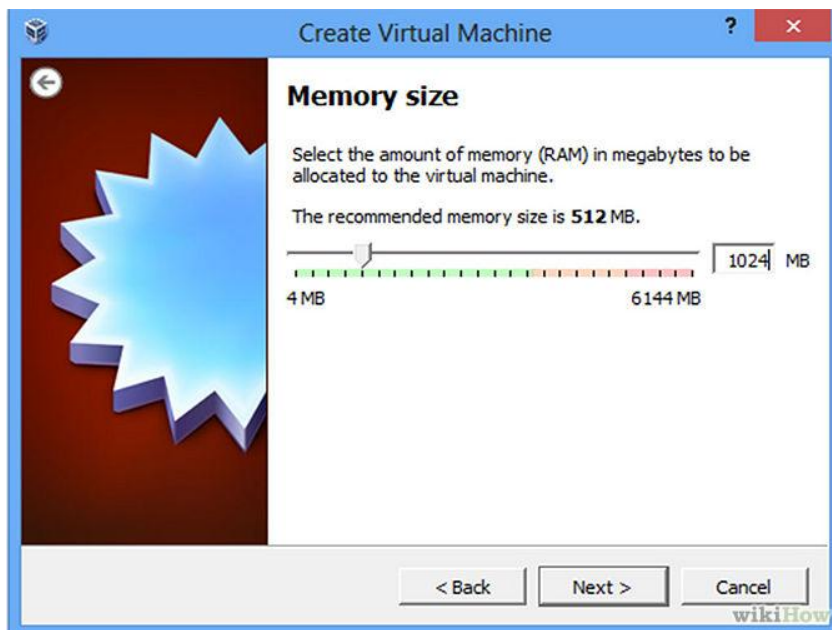 Create Virtual Machine
?
×
Memory size
Select the amount of memory (RAM) in megabytes to be
allocated to the virtual machine.
The recommended memory size is 512 MB.
1024 MB
4 MB 6144 MB
< Back Next > Cancel
wikiHow